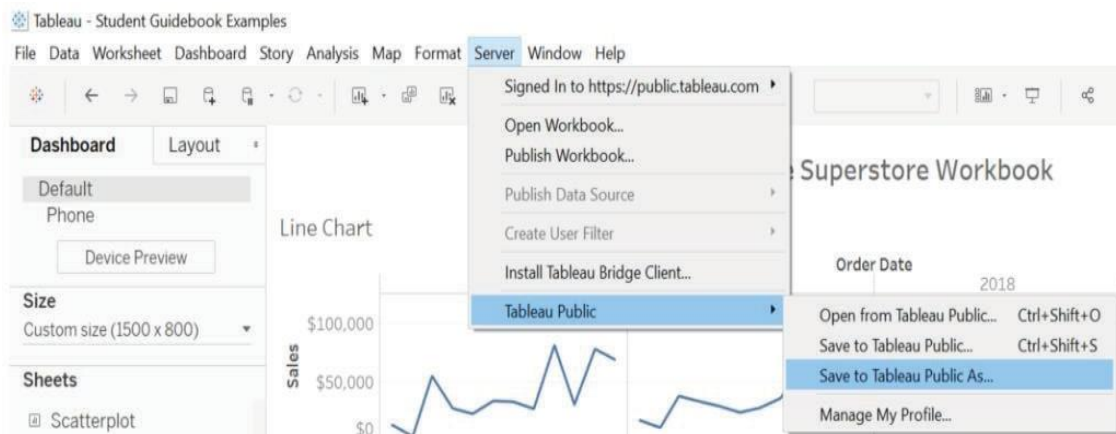 Tableau - Student Guidebook Examples
File Data Worksheet Dashboard Story Analysis Map Format Server Window Help
Signed In to https://public.tableau.com
Open Workbook...
Publish Workbook...
Publish Data Source
Create User Filter
Install Tableau Bridge Client...
Tableau Public
Open from Tableau Public... Ctrl+Shift+O
Save to Tableau Public... Ctrl+Shift+S
Save to Tableau Public As...
Manage My Profile...
Dashboard Layout
Default
Phone
Device Preview
Size
Custom size (1500 x 800)
Sheets
Scatterplot
Superstore Workbook
Line Chart
Order Date
2018
Sales
$100,000
$50,000
$0